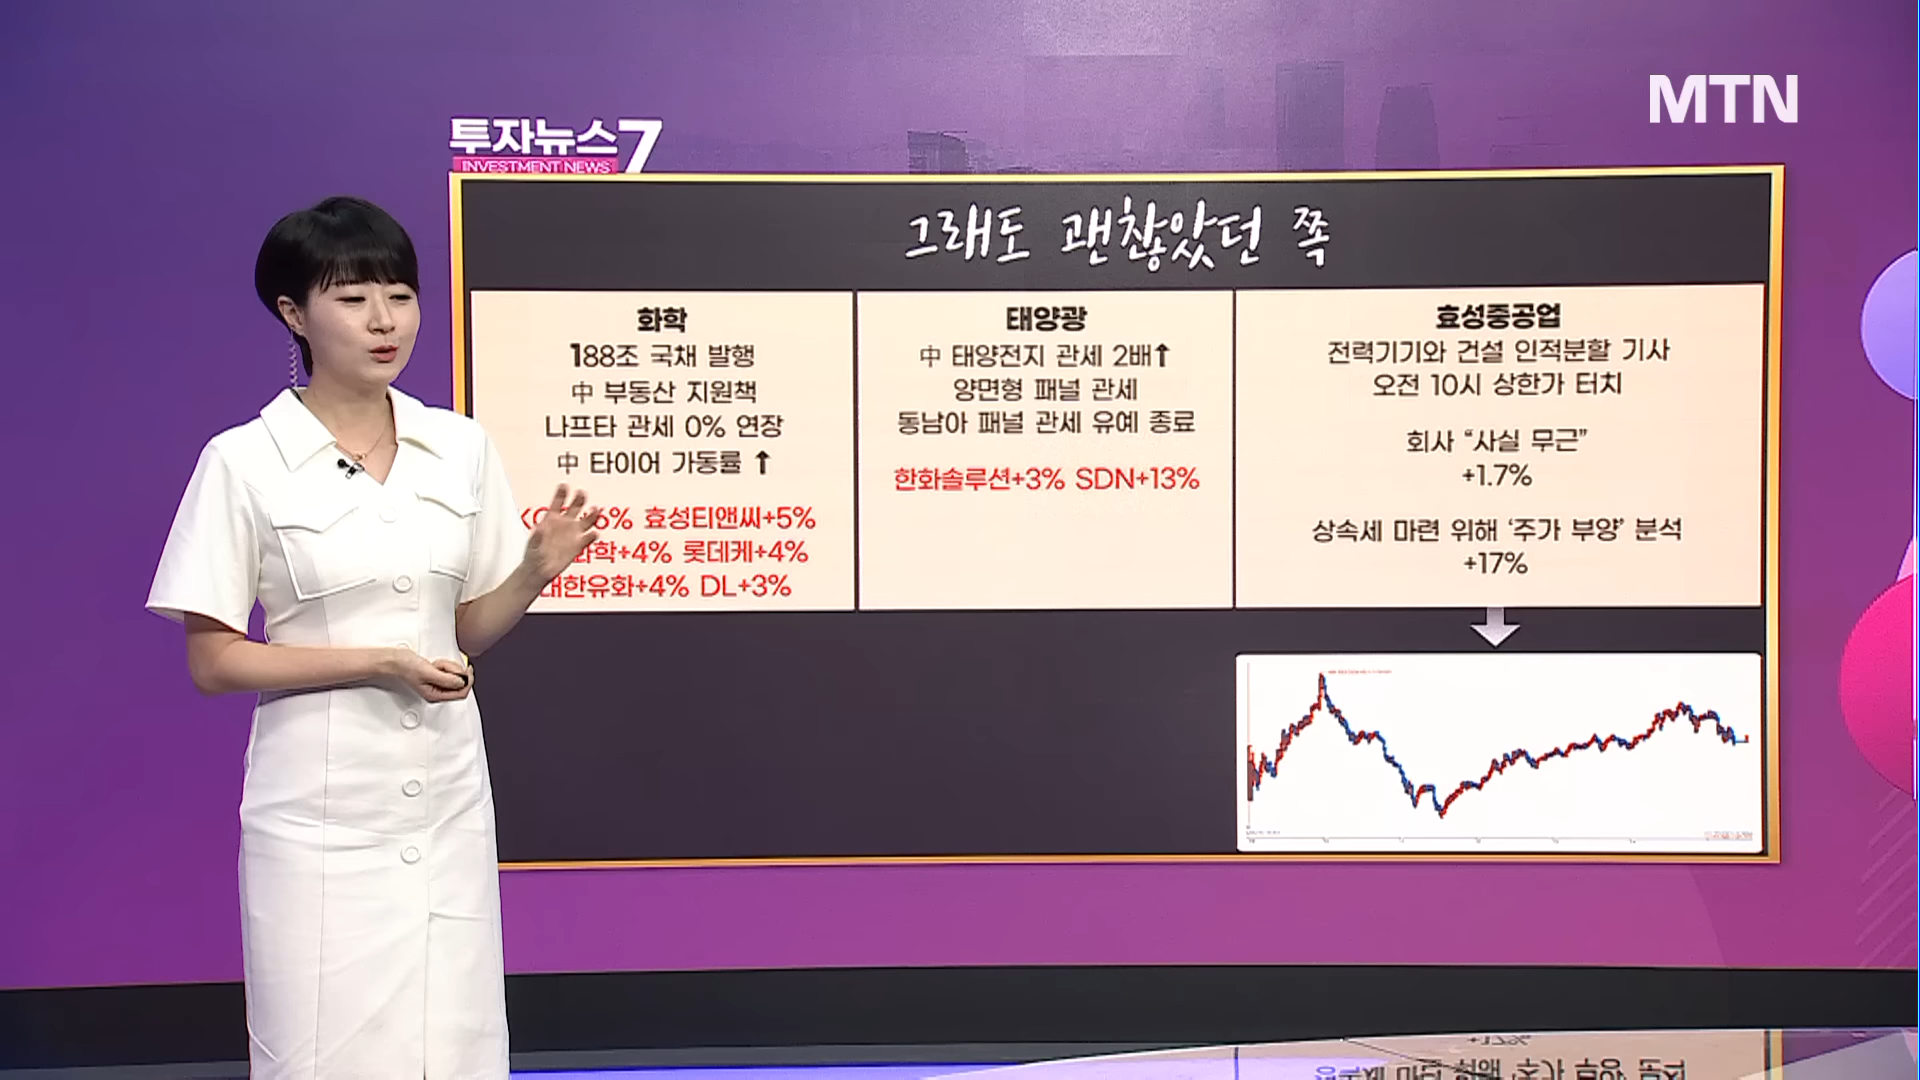 MTN
투자뉴스7
INVESTMENT NEWS
그래도 괜찮았던 쪽
화학
188조 국채 발행
中 부동산 지원책
나프타 관세 0% 연장
中 타이어 가동률 ↑
효성티앤씨+5%
화학+4% 롯데케+4%
대한유화+4% DL+3%
태양광
中 태양전지 관세 2배↑
양면형 패널 관세
동남아 패널 관세 유예 종료
한화솔루션+3% SDN+13%
효성중공업
전력기기와 건설 인적분할 기사
오전 10시 상한가 터치
회사 “사실 무근”
+1.7%
상속세 마련 위해 ‘주가 부양’ 분석
+17%